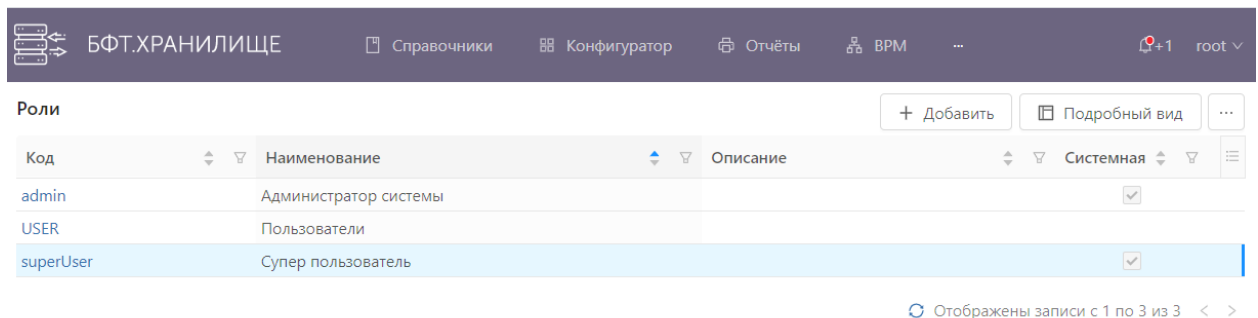 БФТ.ХРАНИЛИЩЕ Справочники Конфигуратор Отчёты BPM ... +1 root
Роли + Добавить Подробный вид ...
Код Наименование Описание Системная
admin Администратор системы
USER Пользователи
superUser Супер пользователь
Отображены записи с 1 по 3 из 3 < >